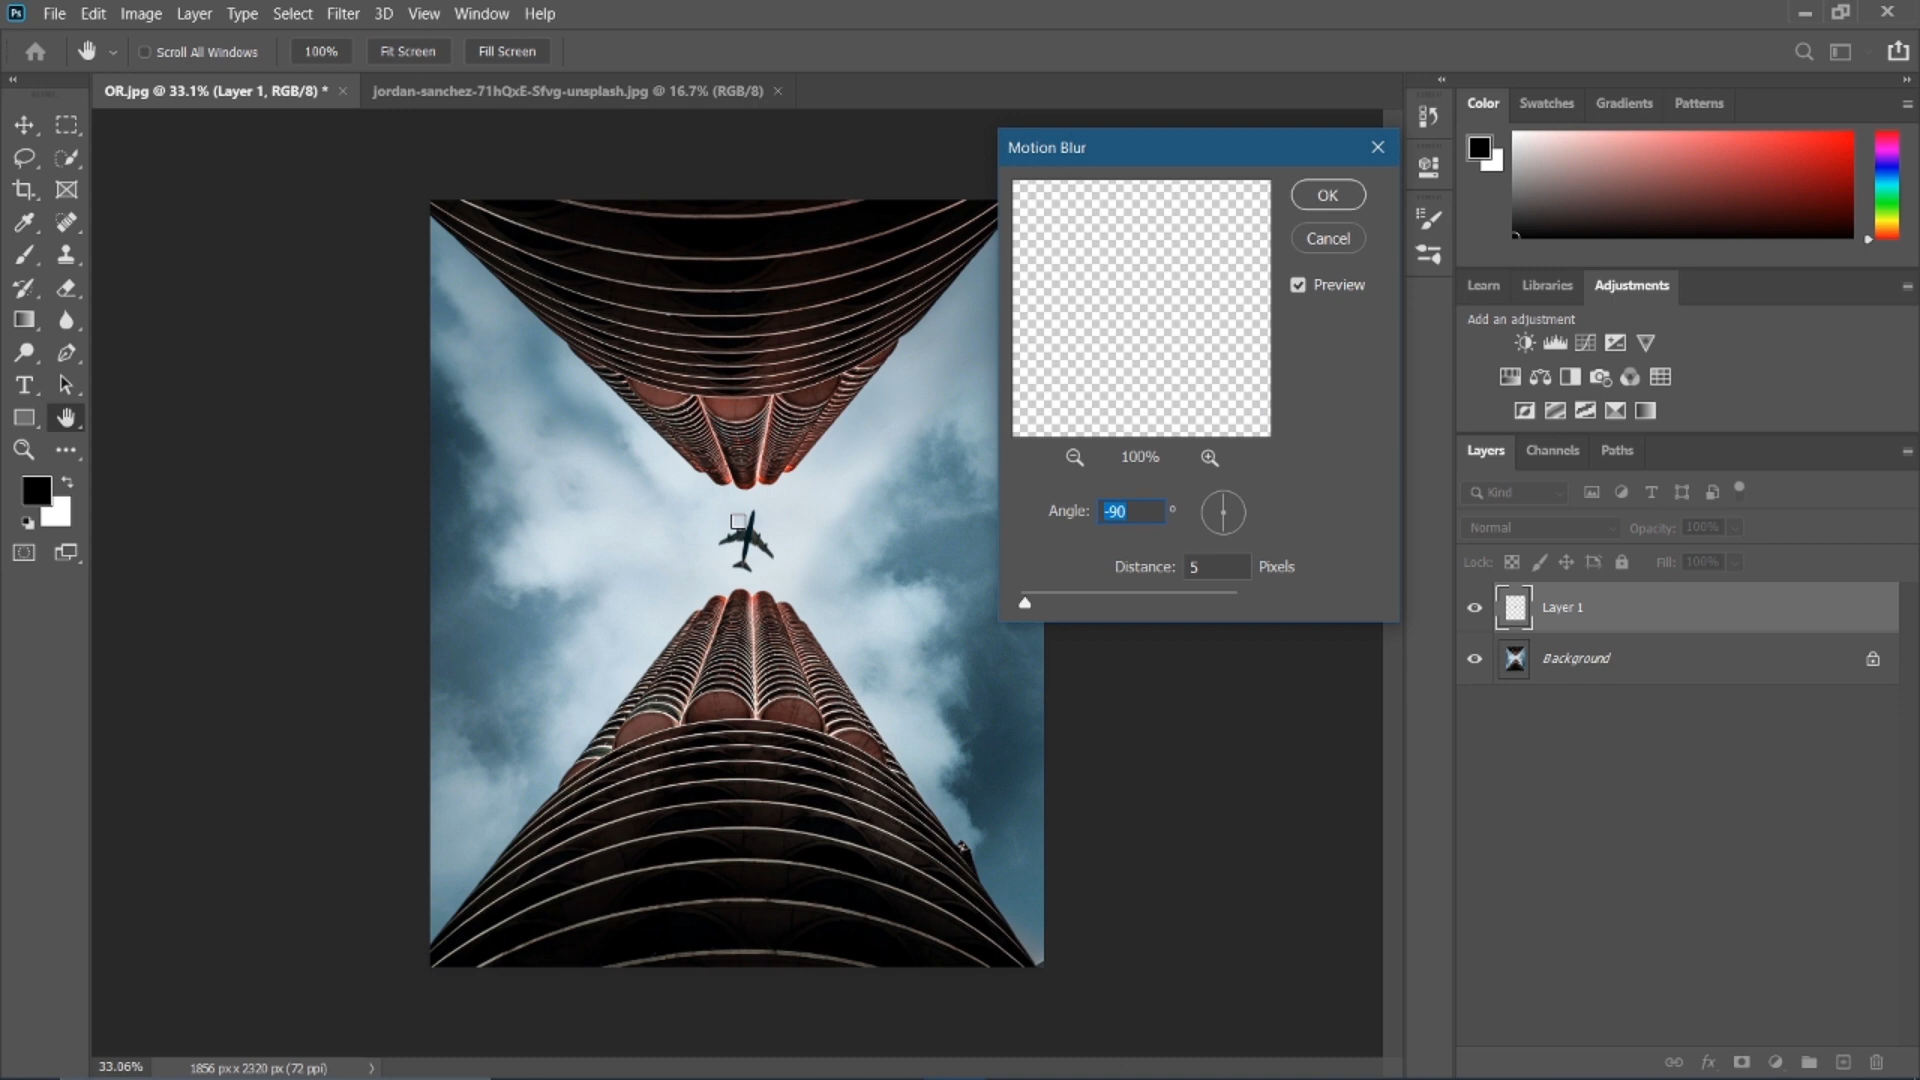 Ps File Edit Image Layer Type Select Filter 3D View Window Help
Scroll All Windows 100% Fit Screen Fill Screen
OR.jpg @ 33.1% (Layer 1, RGB/8) * × jordan-sanchez-71hQxE-Sfvg-unsplash.jpg @ 16.7% (RGB/8) ×
Color Swatches Gradients Patterns
Motion Blur
OK
Cancel
Preview
100%
Angle: -90 °
Distance: 5 Pixels
Learn Libraries Adjustments
Add an adjustment
Layers Channels Paths
Kind
Normal Opacity: 100%
Lock: Fill: 100%
Layer 1
Background
fx
33.06% 1856 px x 2320 px (72 ppi)